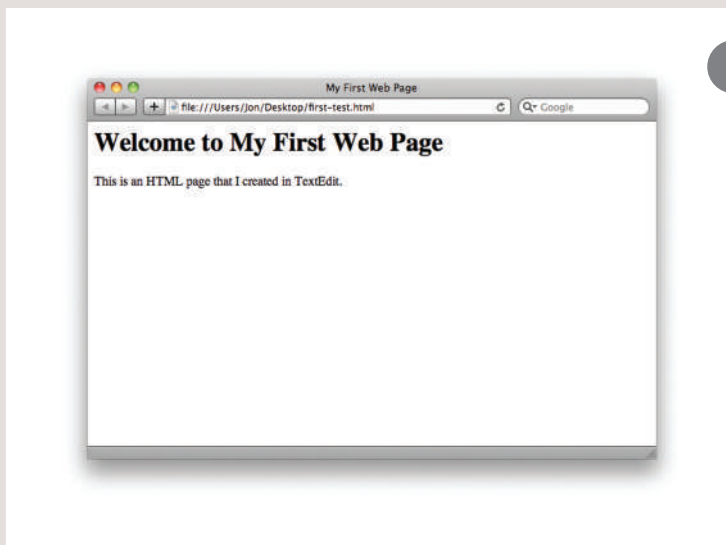 My First Web Page
file:///Users/Jon/Desktop/first-test.html
Google
Welcome to My First Web Page
This is an HTML page that I created in TextEdit.